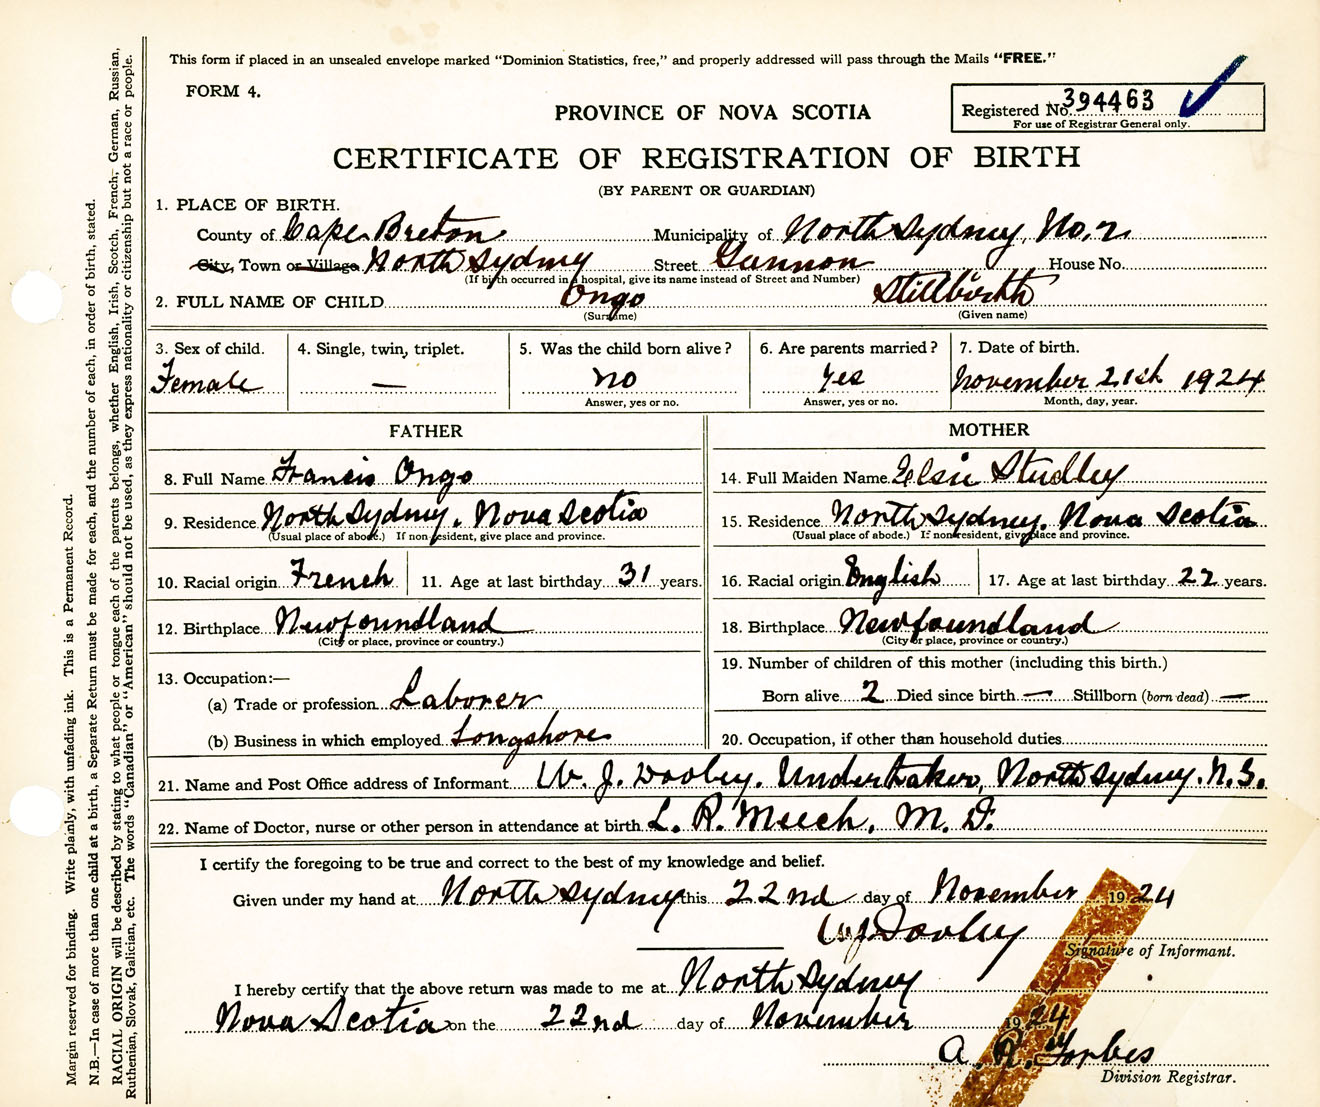 This form if placed in an unsealed envelope marked "Dominion Statistics, free," and properly addressed will pass through the Mails "FREE."
FORM 4.
Registered No. 394463
For use of Registrar General only.
PROVINCE OF NOVA SCOTIA
CERTIFICATE OF REGISTRATION OF BIRTH
(BY PARENT OR GUARDIAN)
1. PLACE OF BIRTH.
County of Cape Breton Municipality of North Sydney, No. 2
City, Town or Village North Sydney Street Gannon House No.
(If birth occurred in a hospital, give its name instead of Street and Number)
2. FULL NAME OF CHILD Ongo Stillbirth
(Surname) (Given name)
3. Sex of child. 4. Single, twin, triplet. 5. Was the child born alive? 6. Are parents married? 7. Date of birth.
Female — no yes November 21st 1924
Answer, yes or no. Answer, yes or no. Month, day, year.
FATHER
8. Full Name Francis Ongo
9. Residence North Sydney, Nova Scotia
(Usual place of abode.) If non-resident, give place and province.
10. Racial origin French 11. Age at last birthday 31 years.
12. Birthplace Newfoundland
(City or place, province or country.)
13. Occupation:—
(a) Trade or profession Laborer
(b) Business in which employed Longshore
MOTHER
14. Full Maiden Name Elsie Studley
15. Residence North Sydney, Nova Scotia
(Usual place of abode.) If non-resident, give place and province.
16. Racial origin English 17. Age at last birthday 22 years.
18. Birthplace Newfoundland
(City or place, province or country.)
19. Number of children of this mother (including this birth.)
Born alive 2 Died since birth — Stillborn (born dead) —
20. Occupation, if other than household duties
21. Name and Post Office address of Informant W. J. Dooley. Undertaker, North Sydney. N.S.
22. Name of Doctor, nurse or other person in attendance at birth L. R. Meech, M. D.
I certify the foregoing to be true and correct to the best of my knowledge and belief.
Given under my hand at North Sydney this 22nd day of November 1924
W J Dooley
Signature of Informant.
I hereby certify that the above return was made to me at North Sydney
Nova Scotia on the 22nd day of November 1924
A. R. Forbes
Division Registrar.
Margin reserved for binding. Write plainly, with unfading ink. This is a Permanent Record.
N.B.—In case of more than one child at a birth, a Separate Return must be made for each, and the number of each, in order of birth, stated.
RACIAL ORIGIN will be described by stating to what people or tongue each of the parents belongs, whether English, Irish, Scotch, French, German, Russian,
Ruthenian, Slovak, Galician, etc. The words "Canadian" or "American" should not be used, as they express nationality or citizenship but not a race or people.